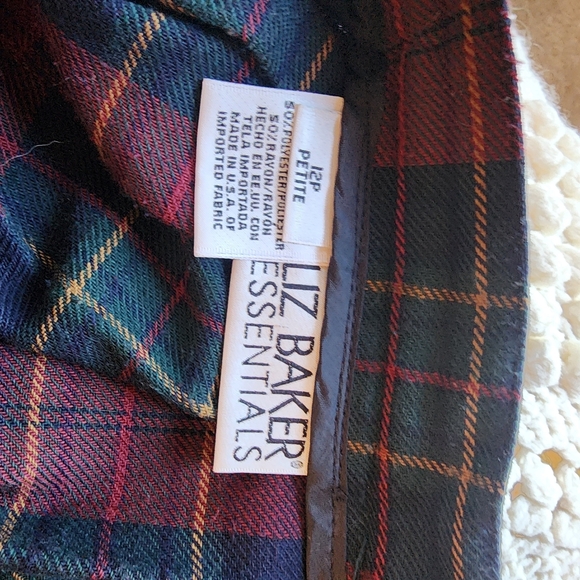 12P
PETITE
50% POLYESTER/POLIESTER
50% RAYON/RAYON
HECHO EN EE.UU. CON
TELA IMPORTADA
MADE IN U.S.A. OF
IMPORTED FABRIC
LIZ BAKER®
ESSENTIALS